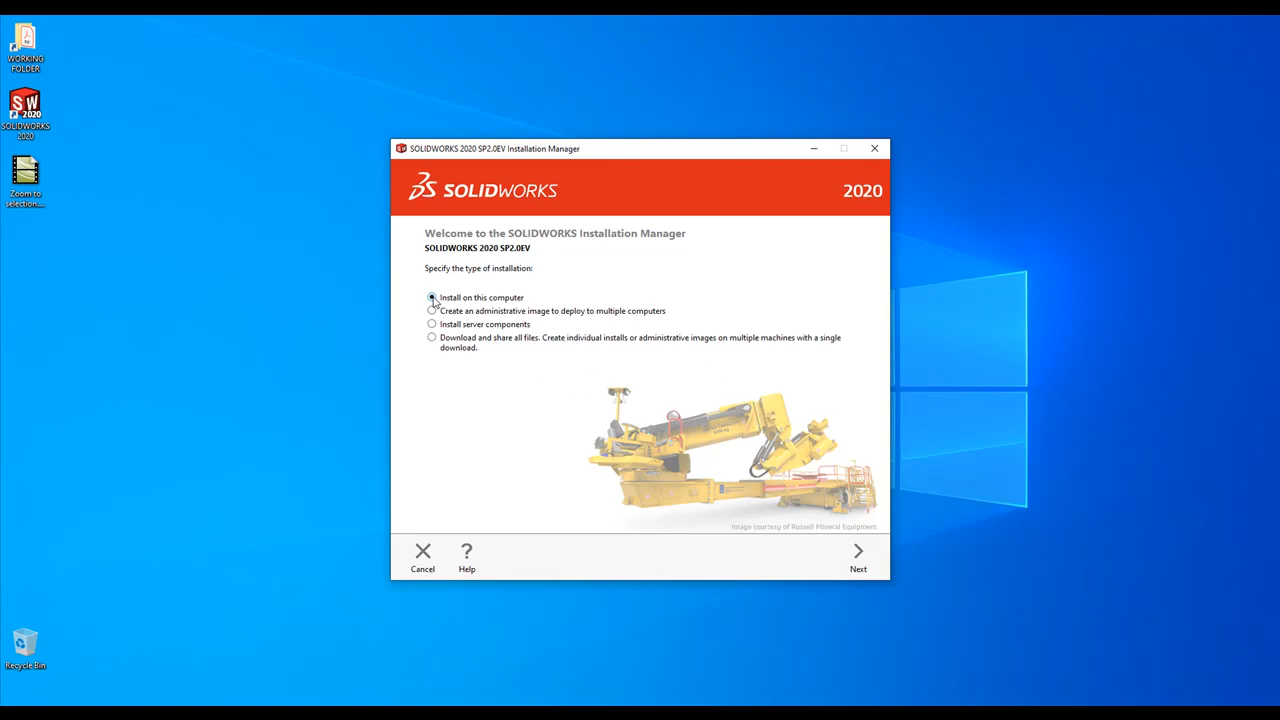 WORKING
FOLDER
SW
2020
SOLIDWORKS
2020
Zoom to
selection....
Recycle Bin
SOLIDWORKS 2020 SP2.0EV Installation Manager
SOLIDWORKS
2020
Welcome to the SOLIDWORKS Installation Manager
SOLIDWORKS 2020 SP2.0EV
Specify the type of installation:
Install on this computer
Create an administrative image to deploy to multiple computers
Install server components
Download and share all files. Create individual installs or administrative images on multiple machines with a single
download.
Image courtesy of Russell Mineral Equipment
Cancel
? Help
Next